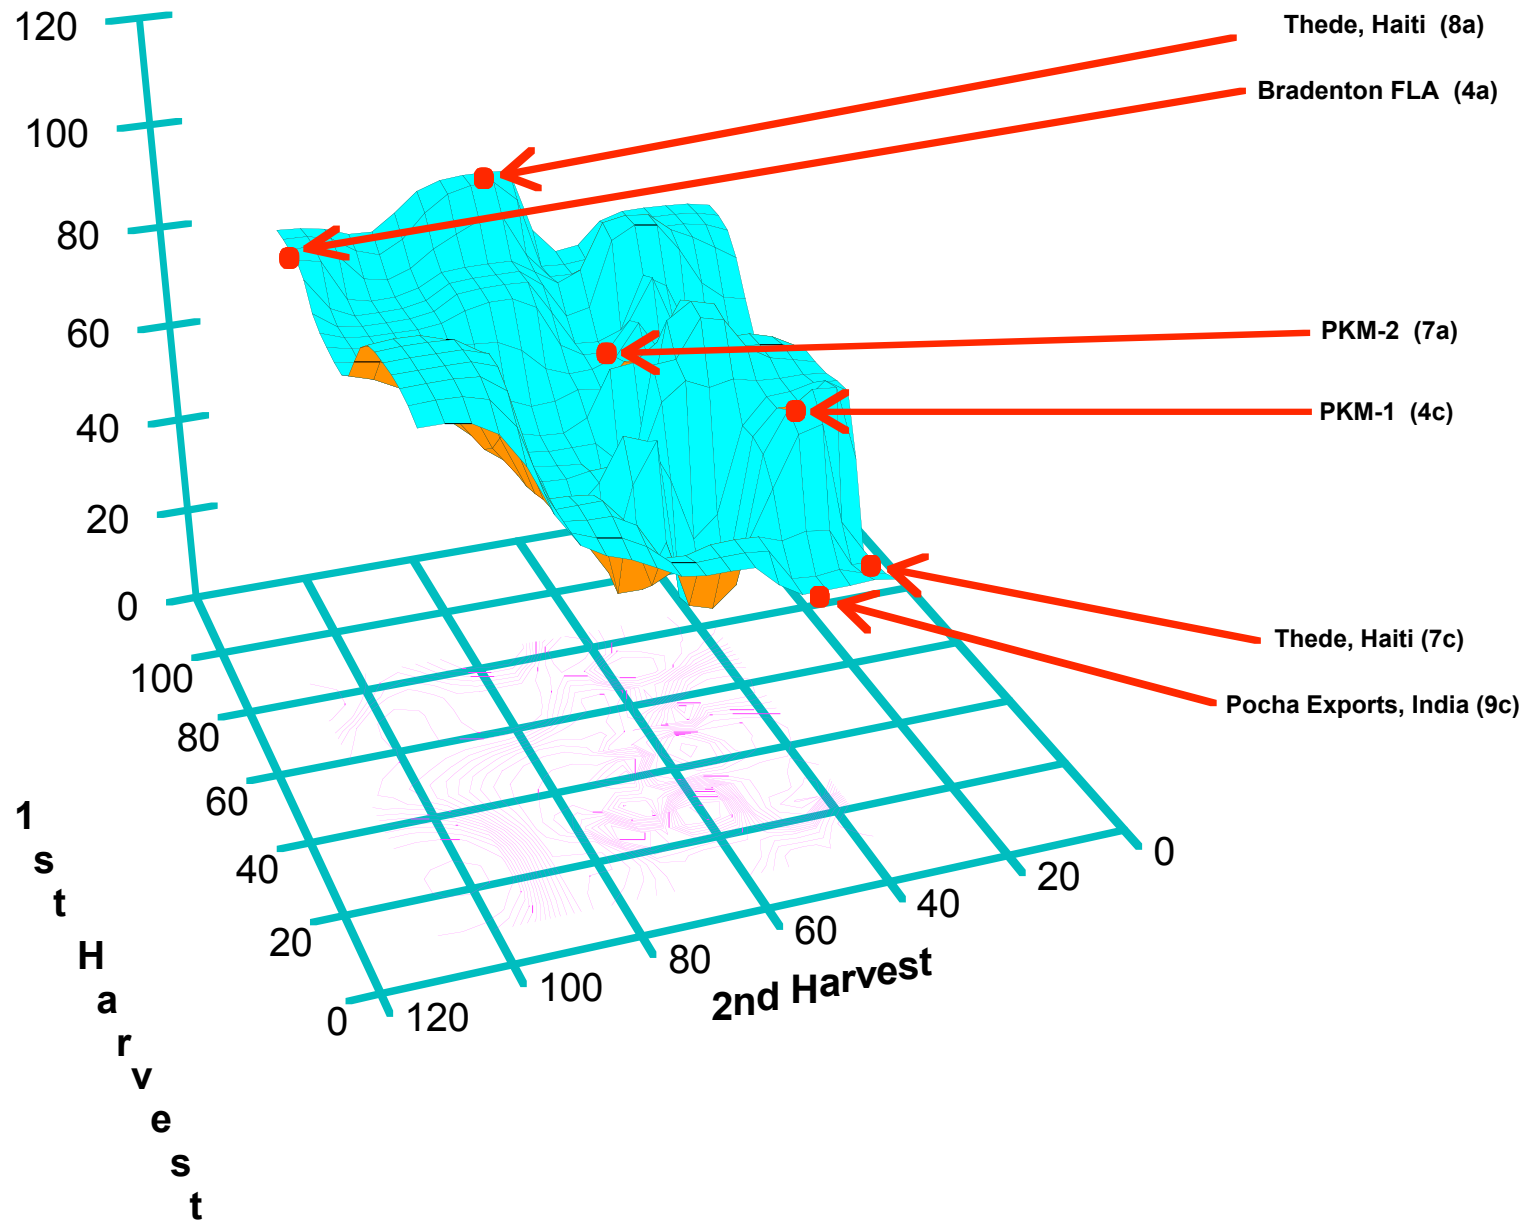 120
100
80
60
40
20
0
Thede, Haiti (8a)
Bradenton FLA (4a)
PKM-2 (7a)
PKM-1 (4c)
Thede, Haiti (7c)
Pocha Exports, India (9c)
100
80
60
40
20
0
1st Harvest
120
100
80
60
40
20
0
2nd Harvest